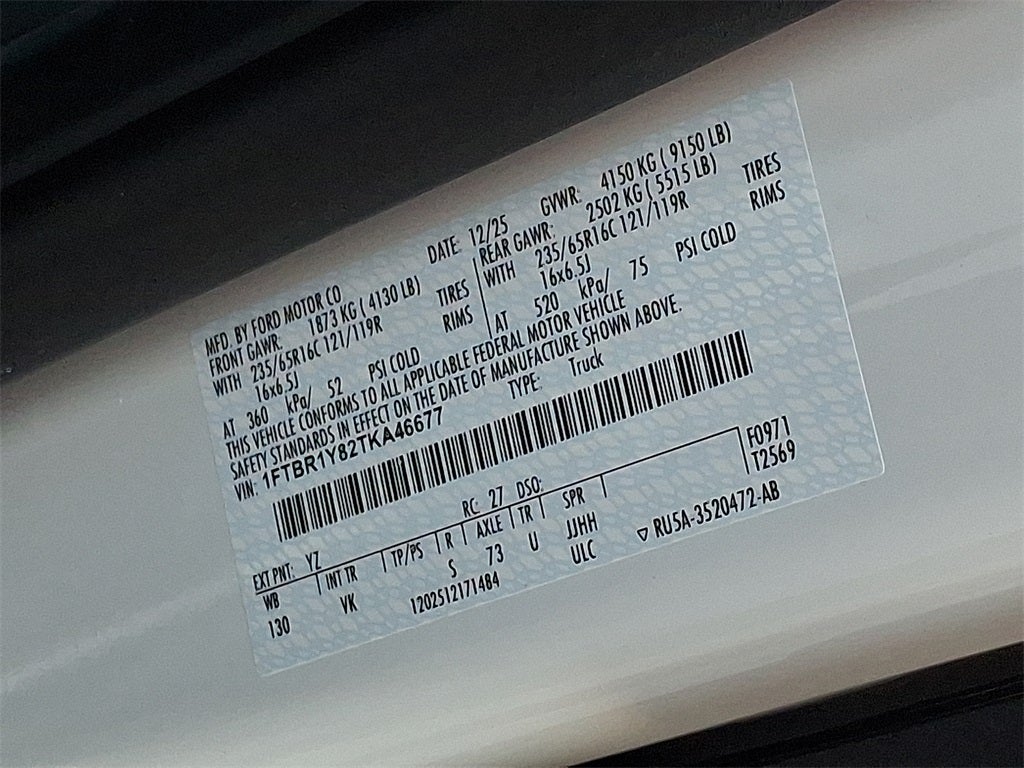 MFD. BY FORD MOTOR CO
DATE: 12/25 GVWR: 4150 KG ( 9150 LB)
FRONT GAWR: REAR GAWR:
1873 KG ( 4130 LB) 2502 KG ( 5515 LB)
WITH 235/65R16C 121/119R TIRES WITH 235/65R16C 121/119R TIRES
16x6.5J RIMS 16x6.5J RIMS
AT 360 kPa/ 52 PSI COLD AT 520 kPa/ 75 PSI COLD
THIS VEHICLE CONFORMS TO ALL APPLICABLE FEDERAL MOTOR VEHICLE
SAFETY STANDARDS IN EFFECT ON THE DATE OF MANUFACTURE SHOWN ABOVE.
VIN: 1FTBR1Y82TKA46677 TYPE: Truck
F0971
T2569
EXT PNT: YZ RC: 27 DSO:
WB INT TR TP/PS R AXLE TR SPR
130 VK S 73 U JJHH
1202512171484 ULC ▽ RU5A-3520472-AB